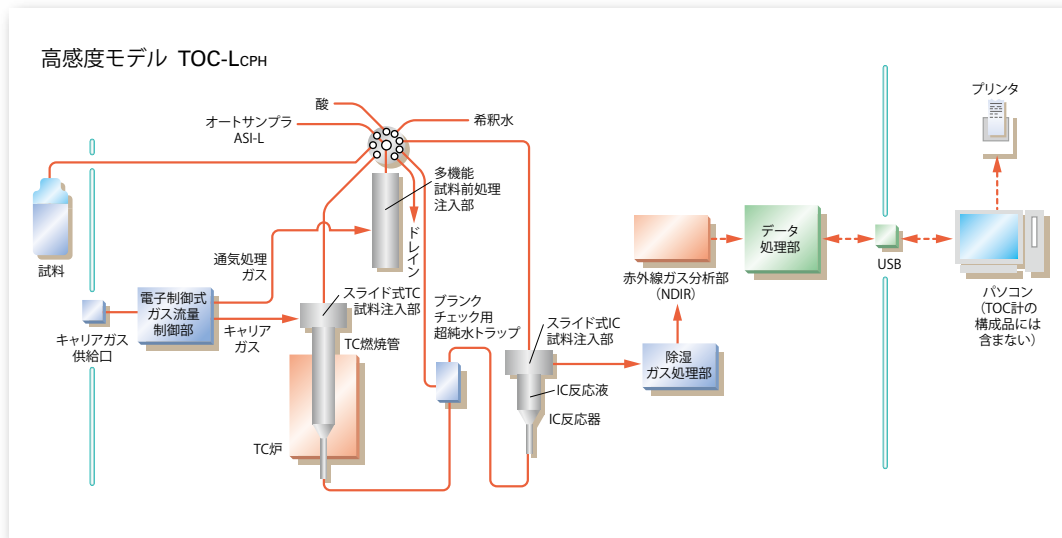 高感度モデル TOC-LCPH
酸
オートサンプラ
ASI-L
希釈水
多機能
試料前処理
注入部
ドレイン
試料
通気処理
ガス
キャリアガス
供給口
電子制御式
ガス流量
制御部
キャリア
ガス
スライド式TC
試料注入部
TC燃焼管
TC炉
ブランク
チェック用
超純水トラップ
スライド式IC
試料注入部
IC反応液
IC反応器
除湿
ガス処理部
赤外線ガス分析部
(NDIR)
データ
処理部
USB
プリンタ
パソコン
(TOC計の
構成品には
含まない)